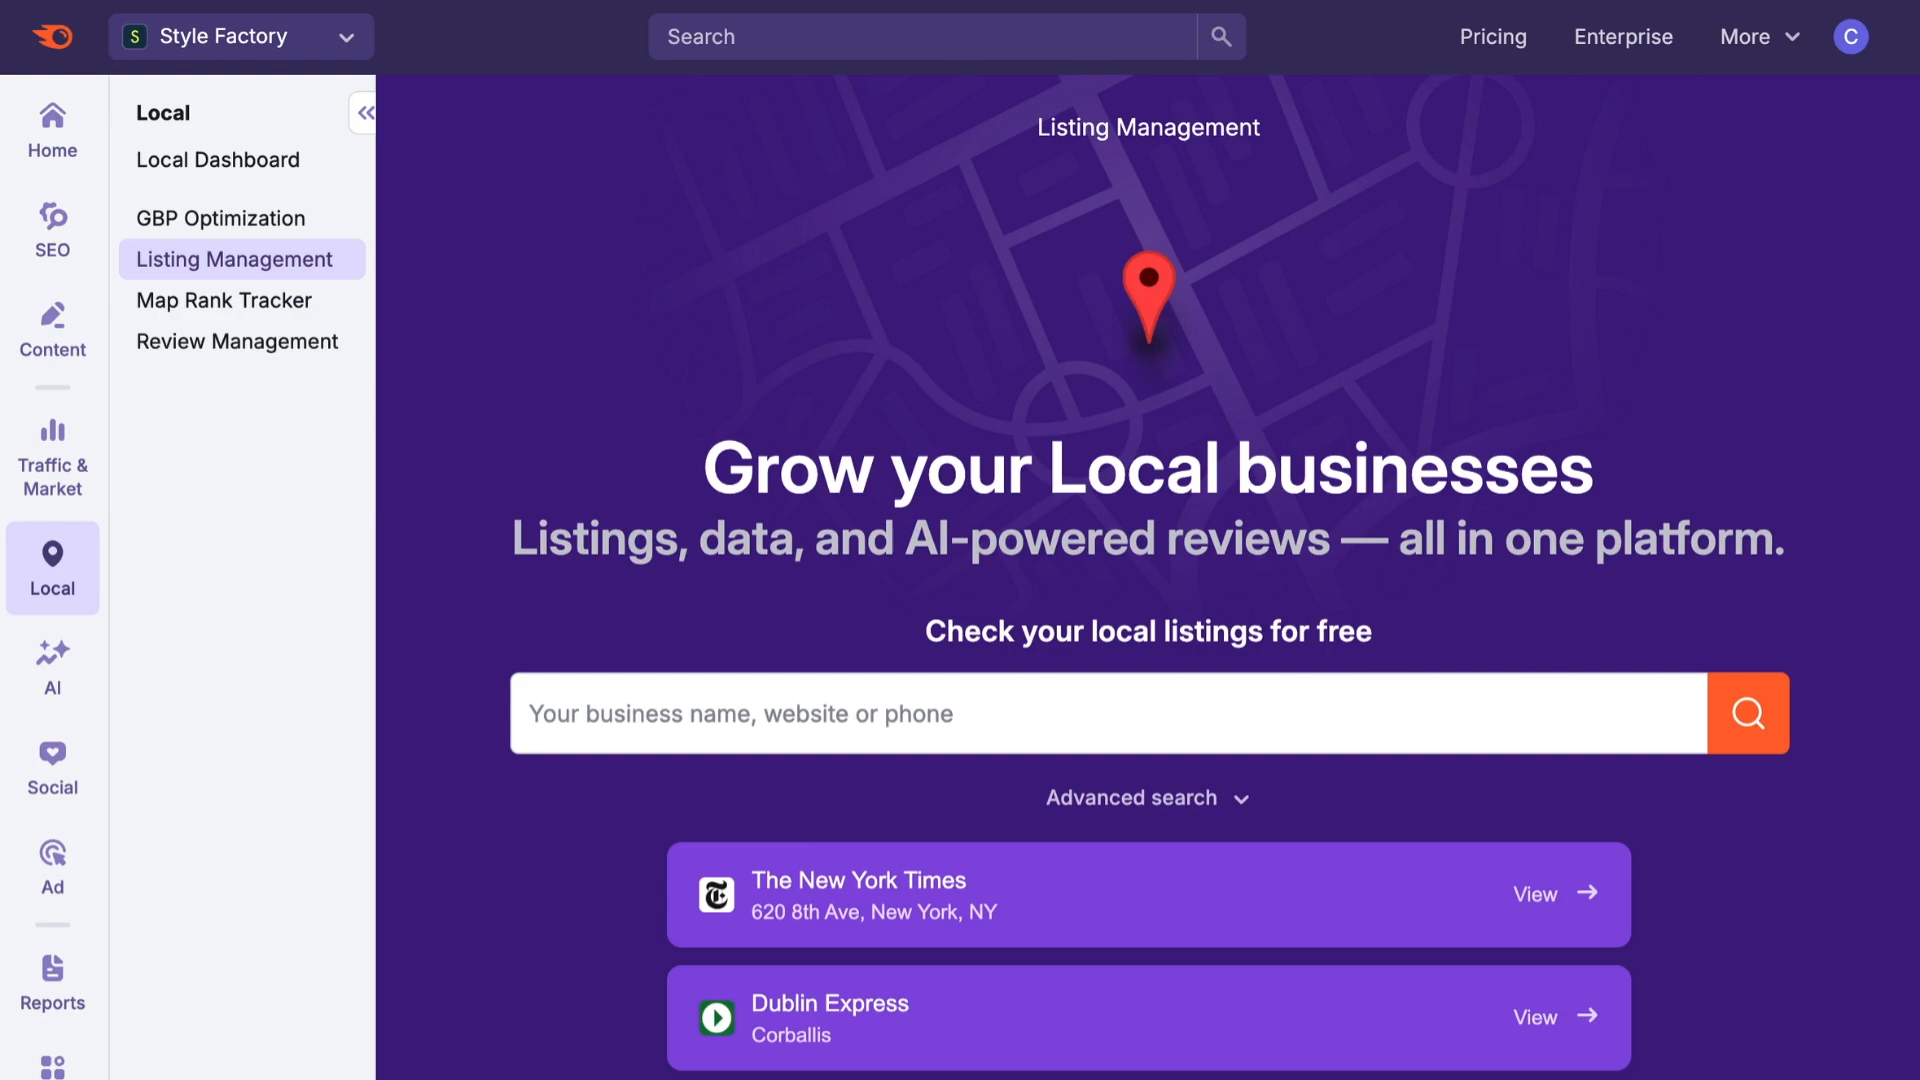 S Style Factory
Search
Pricing
Enterprise
More
C
Home
SEO
Content
Traffic &
Market
Local
AI
Social
Ad
Reports
Local
Local Dashboard
GBP Optimization
Listing Management
Map Rank Tracker
Review Management
Listing Management
Grow your Local businesses
Listings, data, and AI-powered reviews — all in one platform.
Check your local listings for free
Your business name, website or phone
Advanced search
T The New York Times
620 8th Ave, New York, NY
View
Dublin Express
Corballis
View